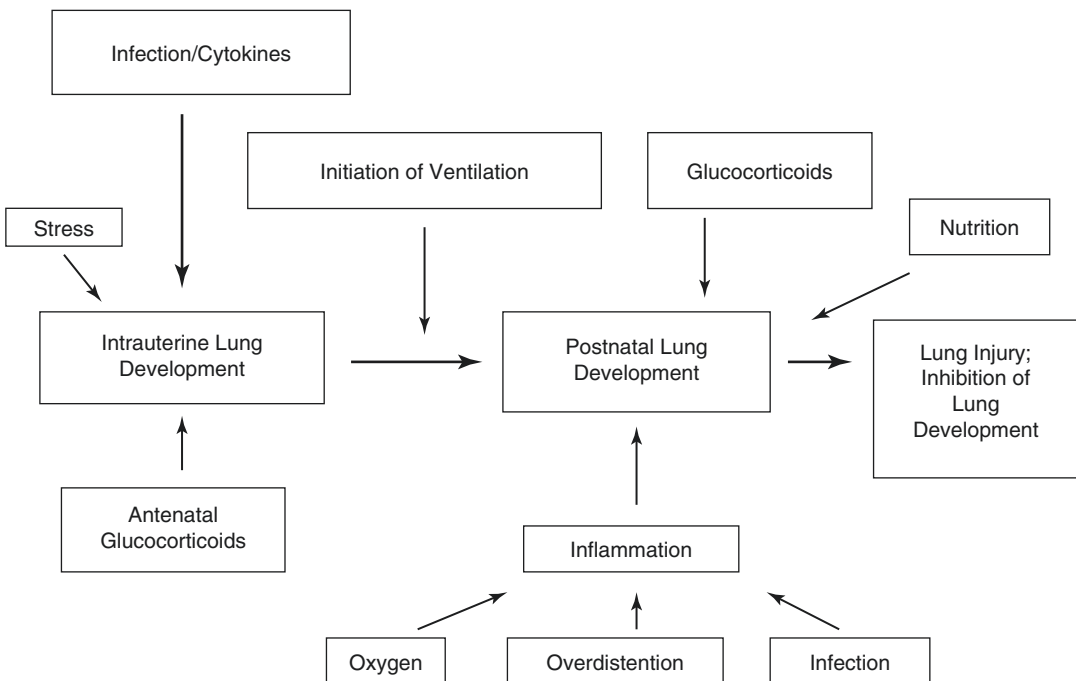 Infection/Cytokines
Initiation of Ventilation
Glucocorticoids
Stress
Nutrition
Intrauterine Lung
Development
Postnatal Lung
Development
Lung Injury;
Inhibition of
Lung
Development
Antenatal
Glucocorticoids
Inflammation
Oxygen
Overdistention
Infection